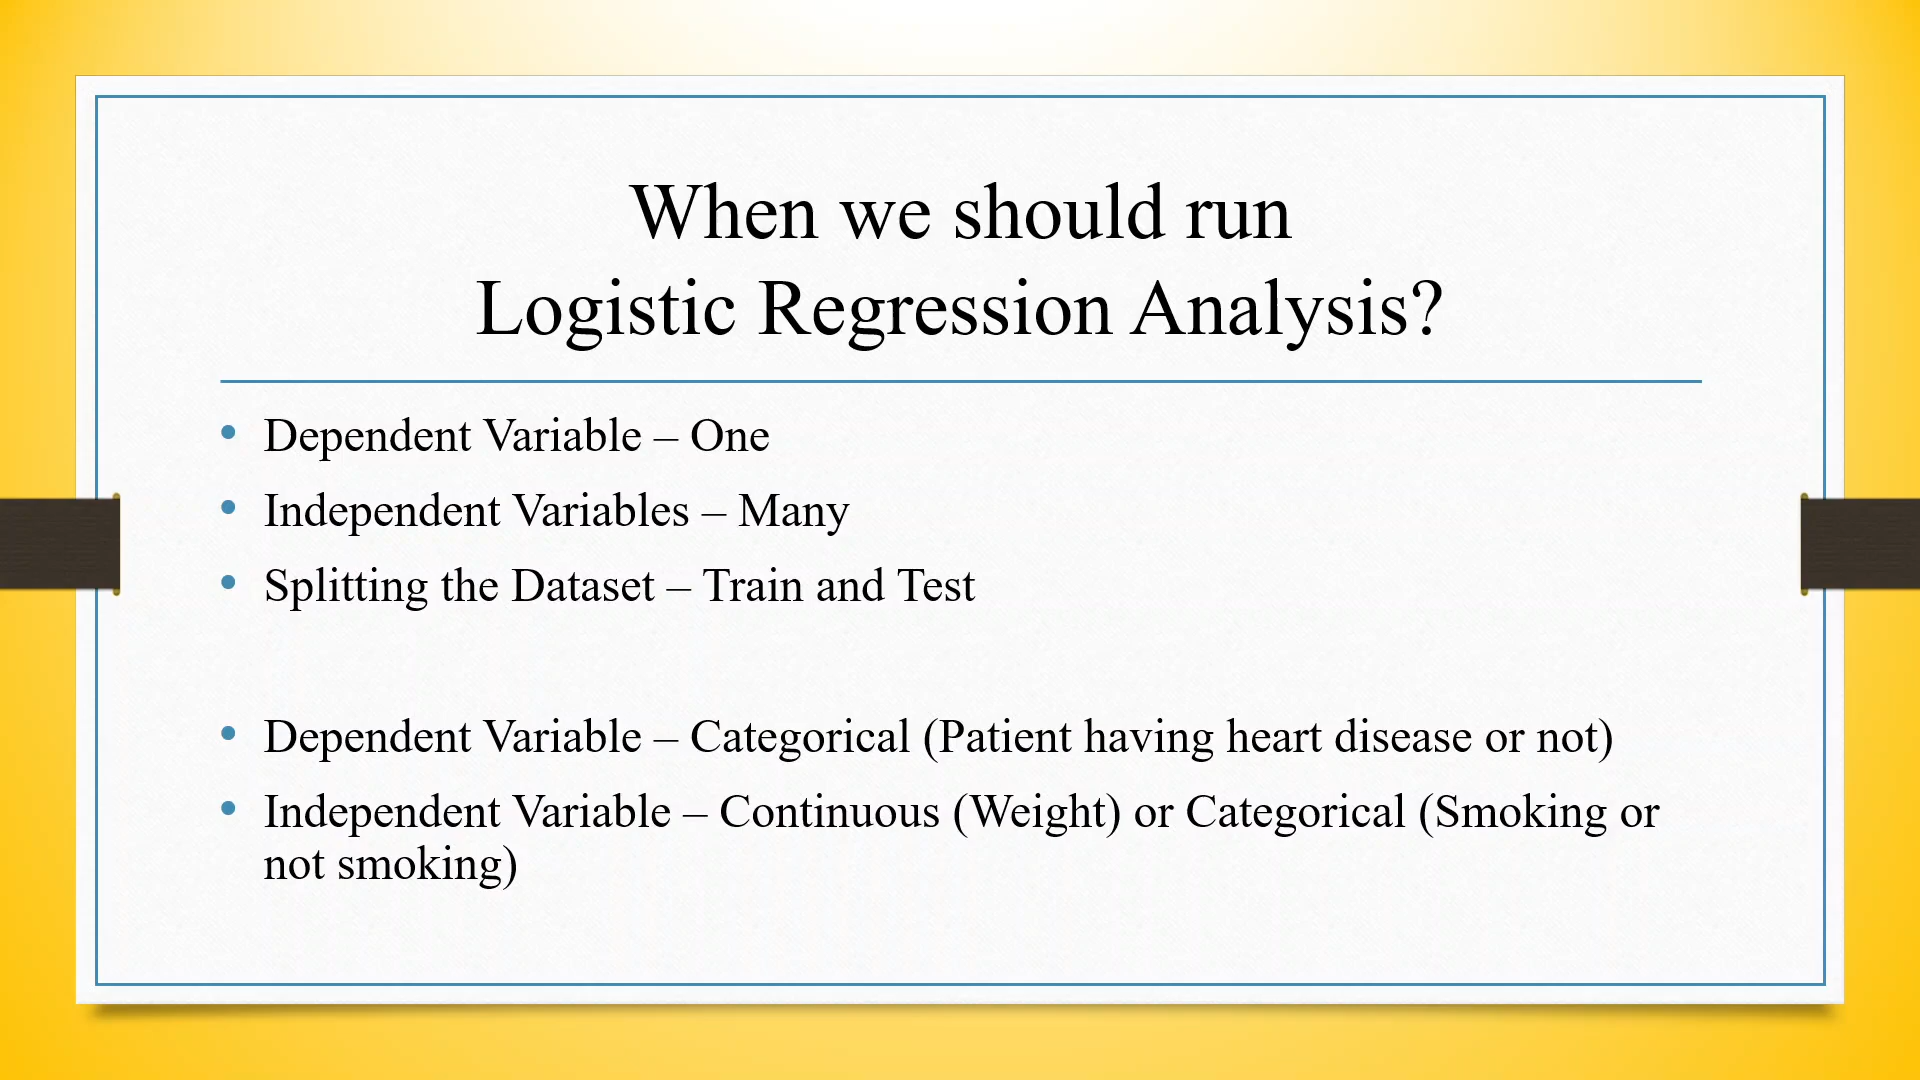 When we should run
Logistic Regression Analysis?
• Dependent Variable – One
• Independent Variables – Many
• Splitting the Dataset – Train and Test
• Dependent Variable – Categorical (Patient having heart disease or not)
• Independent Variable – Continuous (Weight) or Categorical (Smoking or
not smoking)